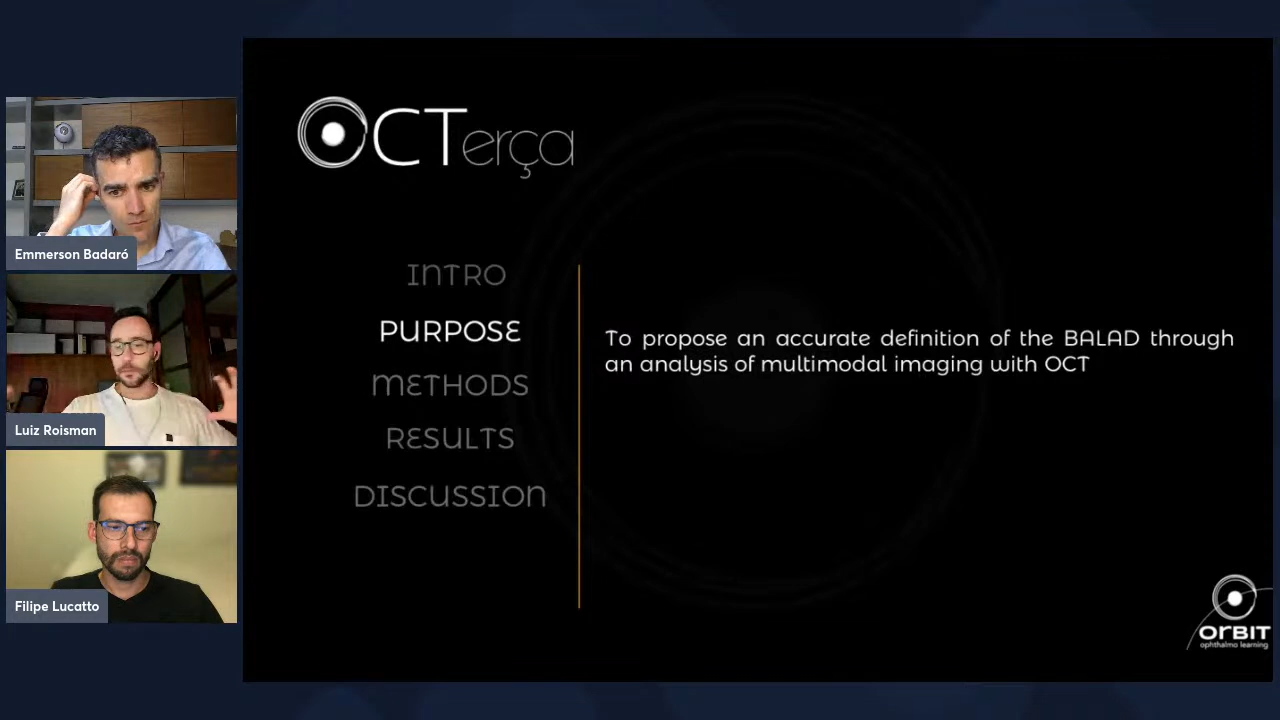 OCTerça
Emmerson Badaró
Luiz Roisman
Filipe Lucatto
INTRO
PURPOSE
METHODS
RESULTS
DISCUSSION
To propose an accurate definition of the BALAD through
an analysis of multimodal imaging with OCT
ORBIT
ophthalmo learning